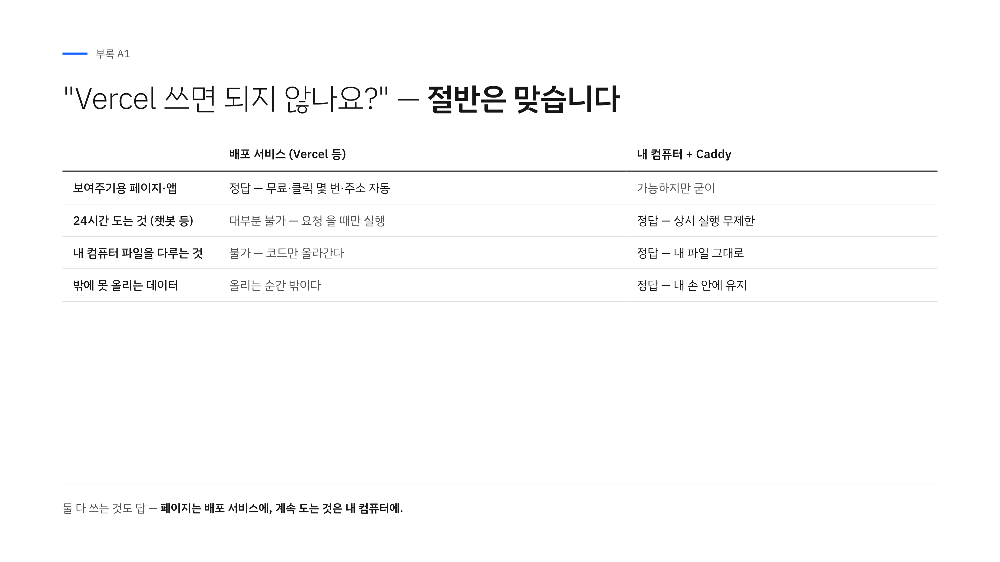 부록 A1
"Vercel 쓰면 되지 않나요?" — 절반은 맞습니다
배포 서비스 (Vercel 등) 내 컴퓨터 + Caddy
보여주기용 페이지·앱 정답 — 무료·클릭 몇 번·주소 자동 가능하지만 굳이
24시간 도는 것 (챗봇 등) 대부분 불가 — 요청 올 때만 실행 정답 — 상시 실행 무제한
내 컴퓨터 파일을 다루는 것 불가 — 코드만 올라간다 정답 — 내 파일 그대로
밖에 못 올리는 데이터 올리는 순간 밖이다 정답 — 내 손 안에 유지
둘 다 쓰는 것도 답 — 페이지는 배포 서비스에, 계속 도는 것은 내 컴퓨터에.